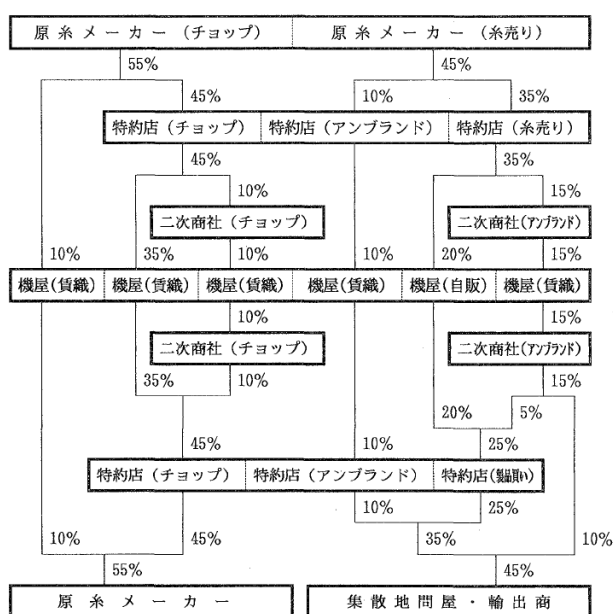 原糸メーカー(チョップ) 原糸メーカー(糸売り)
55% 45%
45% 10% 35%
特約店(チョップ) 特約店(アンブランド) 特約店(糸売り)
45% 35%
10% 15%
二次商社(チョップ) 二次商社(アンブランド)
10% 35% 10% 10% 20% 15%
機屋(賃織) 機屋(賃織) 機屋(賃織) 機屋(賃織) 機屋(自販) 機屋(賃織)
10% 15%
二次商社(チョップ) 二次商社(アンブランド)
35% 10% 15%
20% 5%
45% 10% 25%
特約店(チョップ) 特約店(アンブランド) 特約店(製品買い)
10% 25%
10% 45% 35% 10%
55% 45%
原糸メーカー 集散地問屋・輸出商